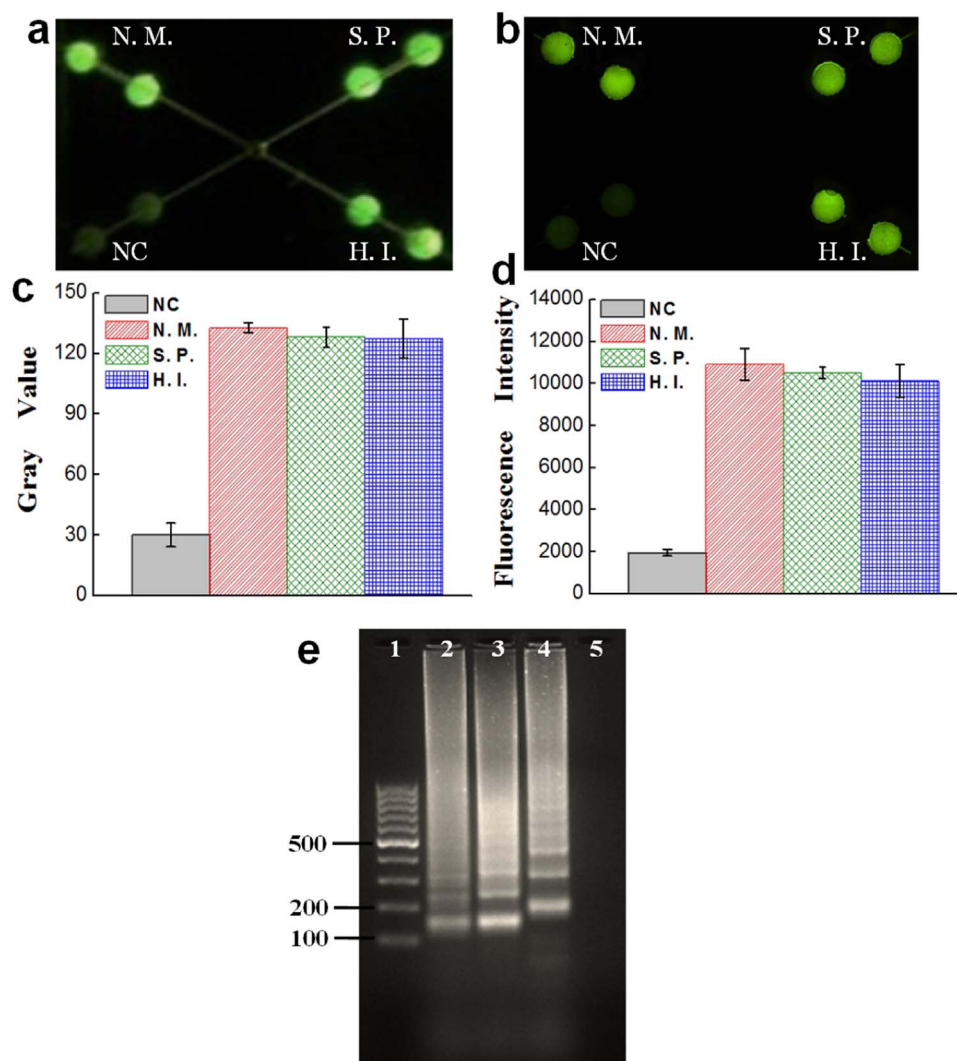 a
N. M.
S. P.
NC
H. I.
b
N. M.
S. P.
NC
H. I.
c
150
120
90
60
30
0
Gray Value
NC
N. M.
S. P.
H. I.
d
14000
12000
10000
8000
6000
4000
2000
0
Fluorescence Intensity
NC
N. M.
S. P.
H. I.
e
1 2 3 4 5
500
200
100